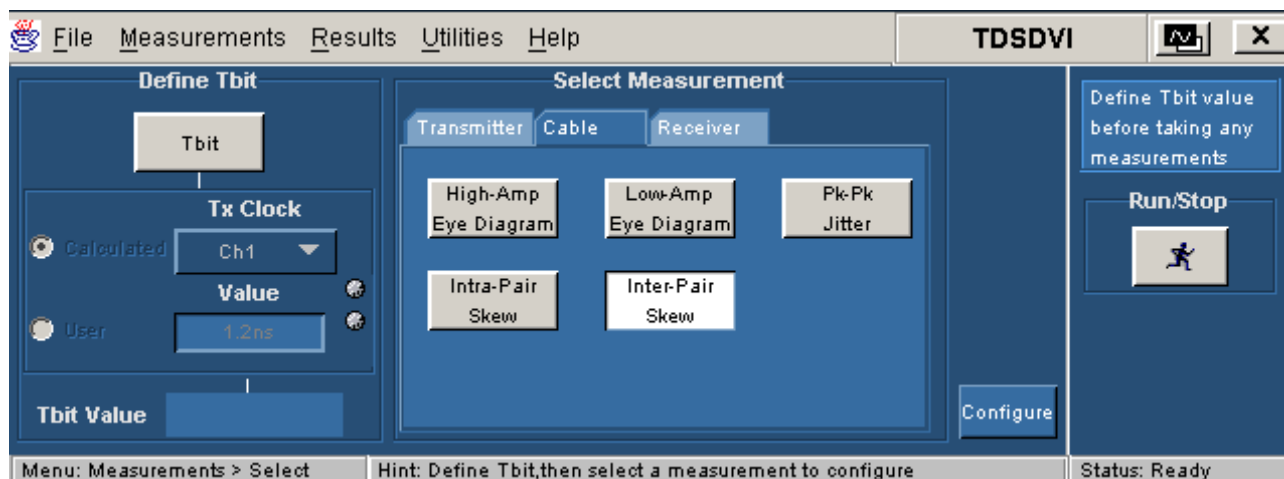 File Measurements Results Utilities Help TDSDVI X
Define Tbit
Tbit
Tx Clock
Calculated
Ch1
Value
User
1.2ns
Tbit Value
Select Measurement
Transmitter Cable Receiver
High-Amp
Eye Diagram
Low-Amp
Eye Diagram
Pk-Pk
Jitter
Intra-Pair
Skew
Inter-Pair
Skew
Configure
Define Tbit value
before taking any
measurements
Run/Stop
Menu: Measurements > Select
Hint: Define Tbit,then select a measurement to configure
Status: Ready